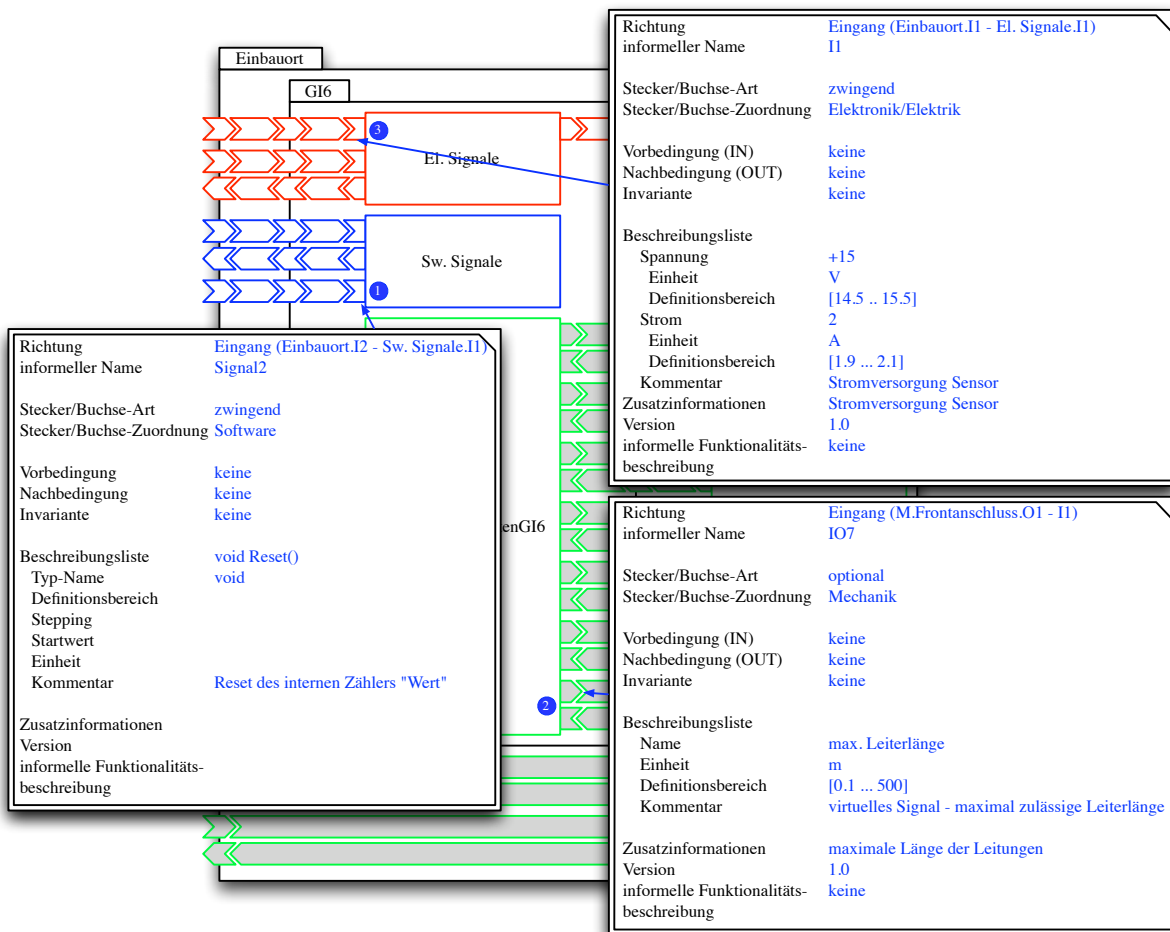 Einbauort
GI6
3
El. Signale
Sw. Signale
1
enGI6
2
Richtung Eingang (Einbauort.I1 - El. Signale.I1)
informeller Name I1
Stecker/Buchse-Art zwingend
Stecker/Buchse-Zuordnung Elektronik/Elektrik
Vorbedingung (IN) keine
Nachbedingung (OUT) keine
Invariante keine
Beschreibungsliste
Spannung +15
Einheit V
Definitionsbereich [14.5 .. 15.5]
Strom 2
Einheit A
Definitionsbereich [1.9 ... 2.1]
Kommentar Stromversorgung Sensor
Zusatzinformationen Stromversorgung Sensor
Version 1.0
informelle Funktionalitäts- keine
beschreibung
Richtung Eingang (Einbauort.I2 - Sw. Signale.I1)
informeller Name Signal2
Stecker/Buchse-Art zwingend
Stecker/Buchse-Zuordnung Software
Vorbedingung keine
Nachbedingung keine
Invariante keine
Beschreibungsliste void Reset()
Typ-Name void
Definitionsbereich
Stepping
Startwert
Einheit
Kommentar Reset des internen Zählers "Wert"
Zusatzinformationen
Version
informelle Funktionalitäts-
beschreibung
Richtung Eingang (M.Frontanschluss.O1 - I1)
informeller Name IO7
Stecker/Buchse-Art optional
Stecker/Buchse-Zuordnung Mechanik
Vorbedingung (IN) keine
Nachbedingung (OUT) keine
Invariante keine
Beschreibungsliste
Name max. Leiterlänge
Einheit m
Definitionsbereich [0.1 ... 500]
Kommentar virtuelles Signal - maximal zulässige Leiterlänge
Zusatzinformationen maximale Länge der Leitungen
Version 1.0
informelle Funktionalitäts- keine
beschreibung